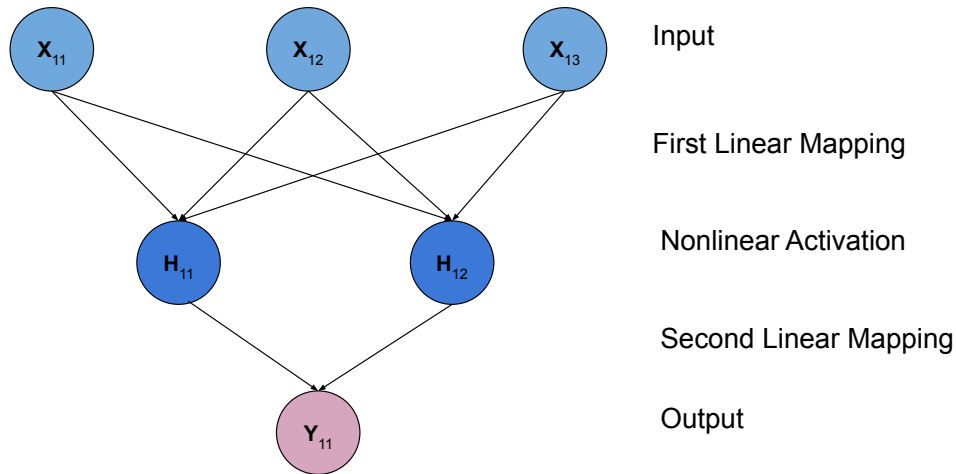 X₁₁ X₁₂ X₁₃ Input
First Linear Mapping
H₁₁ H₁₂ Nonlinear Activation
Second Linear Mapping
Y₁₁ Output